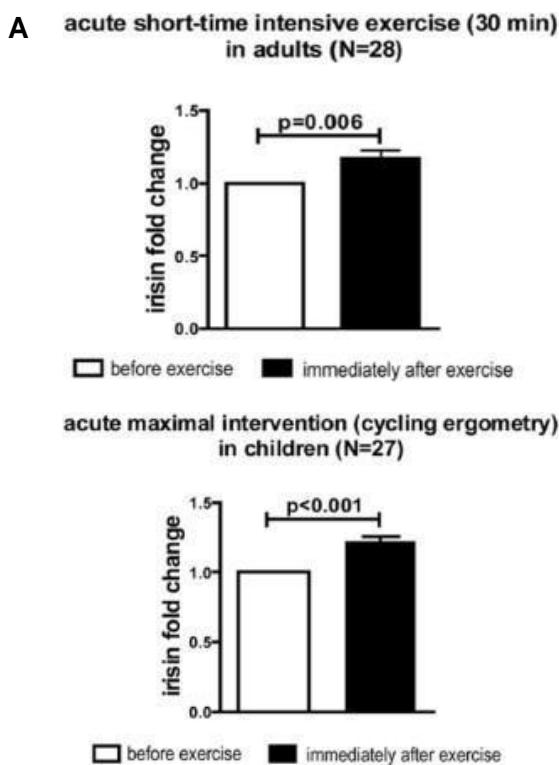 A
acute short-time intensive exercise (30 min)
in adults (N=28)
irisin fold change
1.5
1.0
0.5
0.0
p=0.006
before exercise
immediately after exercise
acute maximal intervention (cycling ergometry)
in children (N=27)
irisin fold change
1.5
1.0
0.5
0.0
p<0.001
before exercise
immediately after exercise